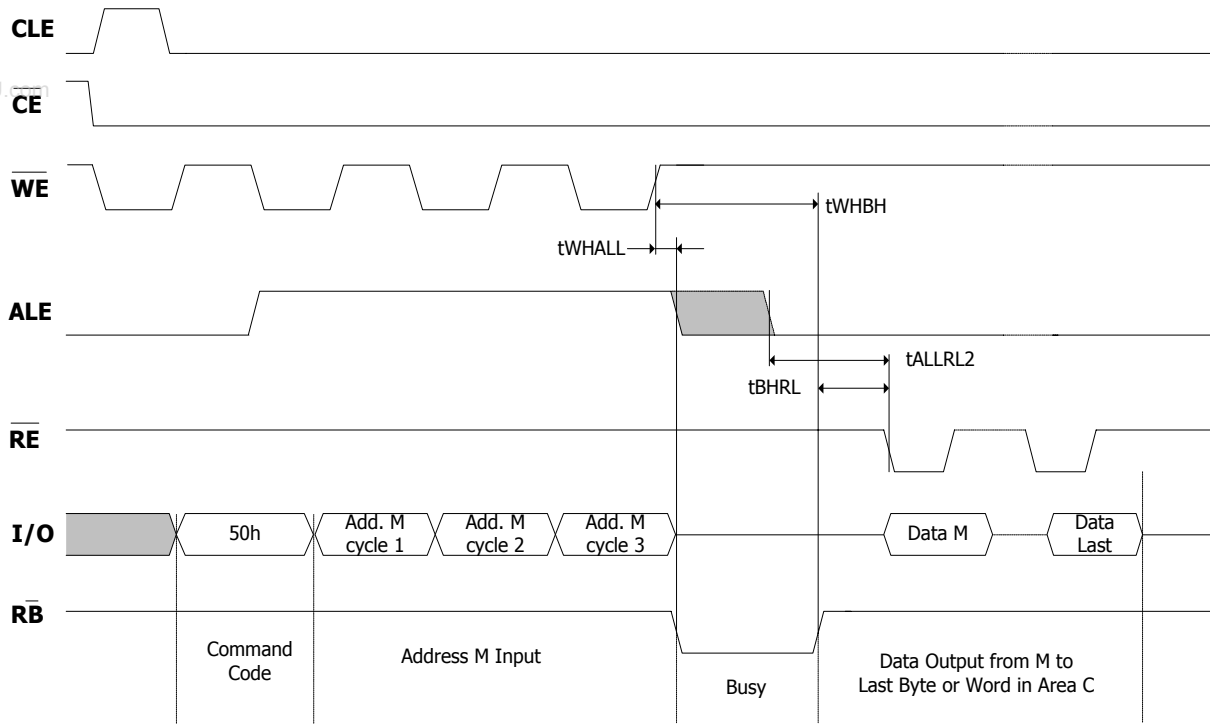 CLE
J.com
CE
WE
tWHBH
tWHALL
ALE
tALLRL2
tBHRL
RE
I/O
50h
Add. M
cycle 1
Add. M
cycle 2
Add. M
cycle 3
Data M
Data
Last
RB
Command
Code
Address M Input
Busy
Data Output from M to
Last Byte or Word in Area C